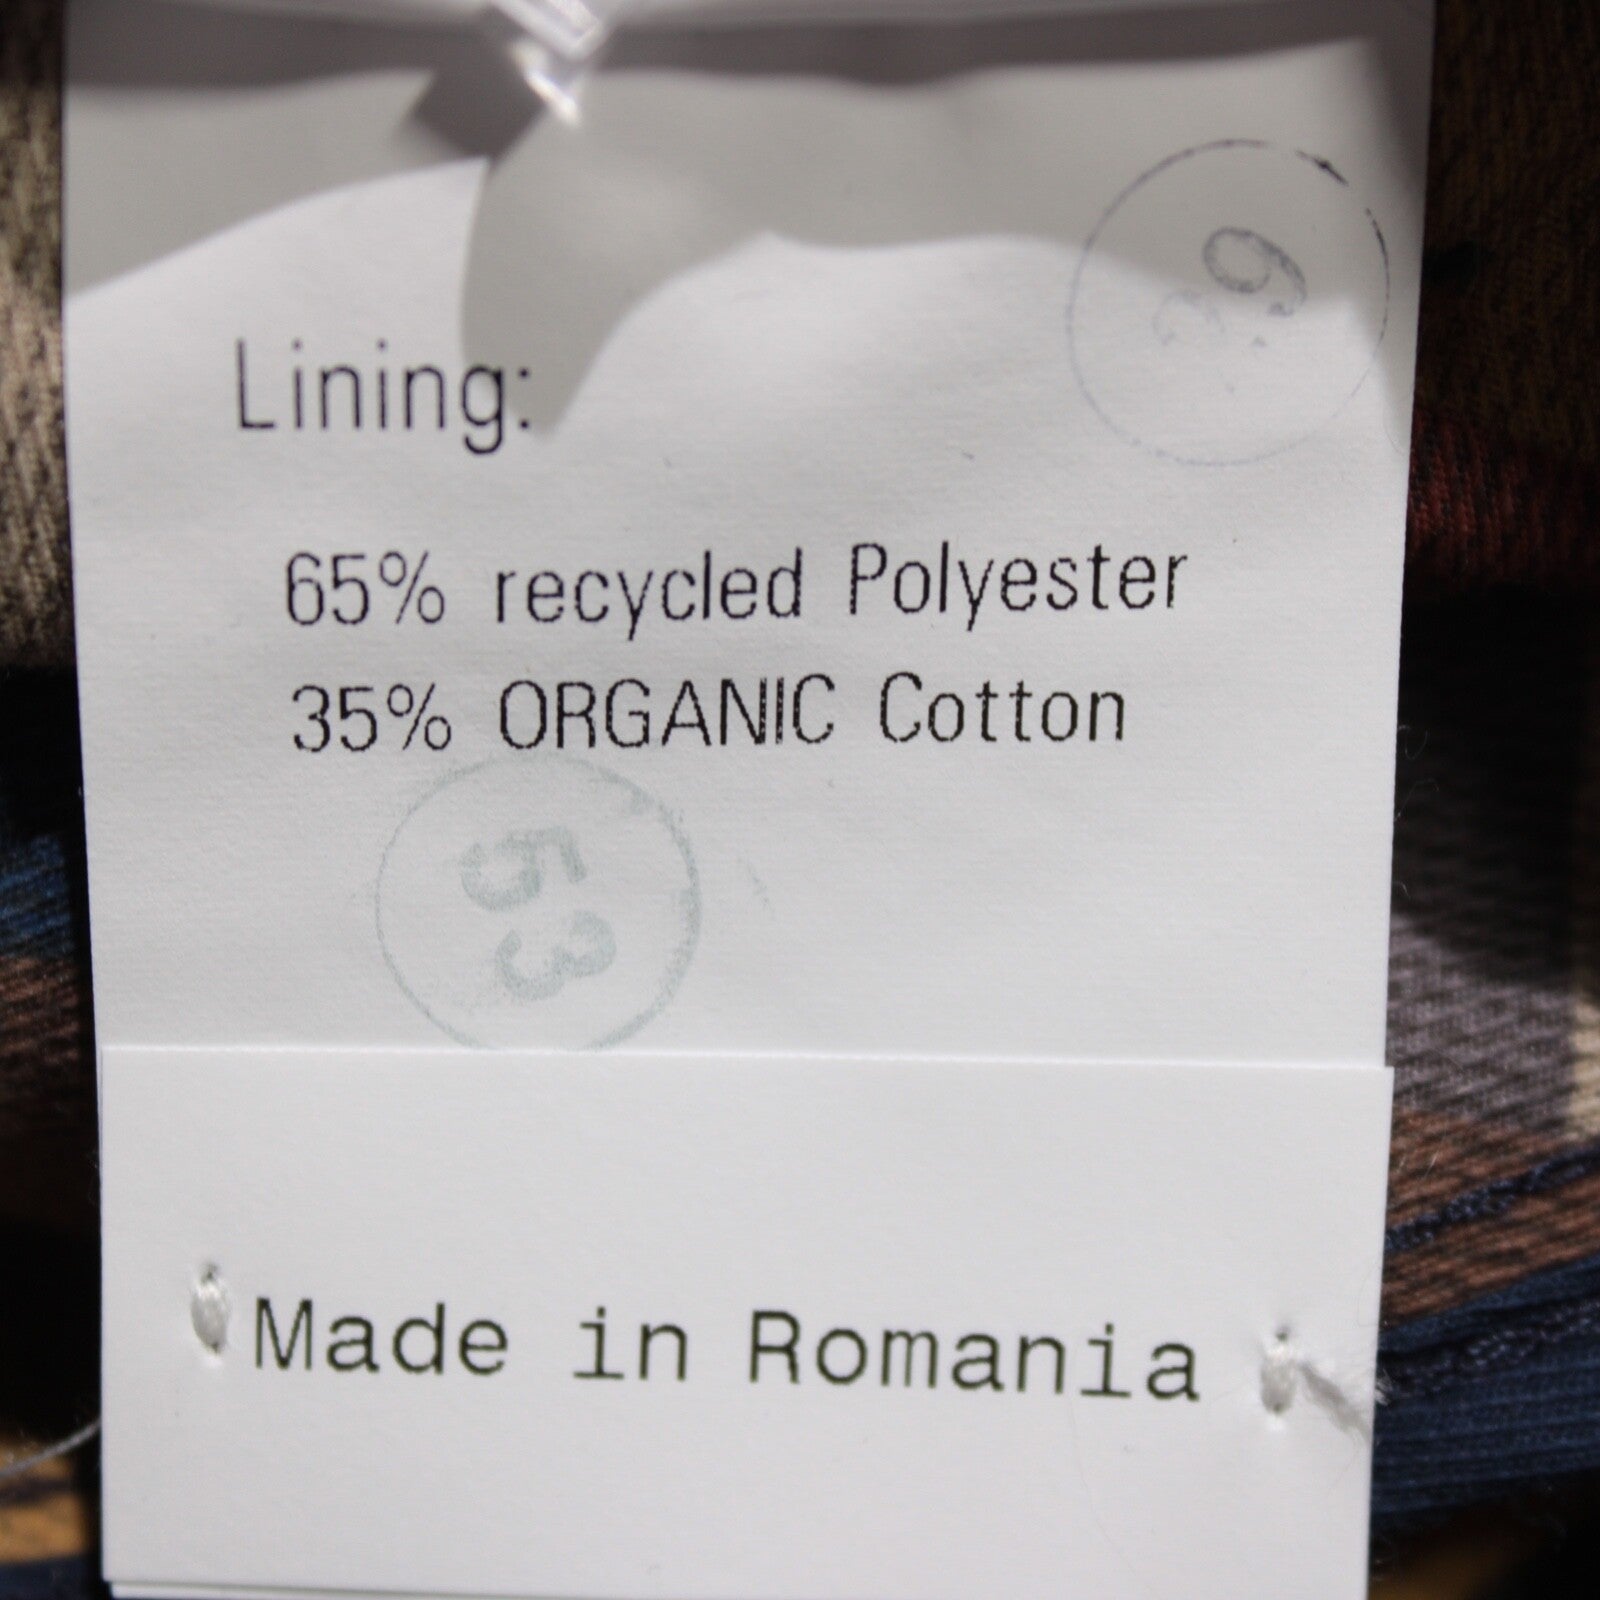 Lining:
65% recycled Polyester
35% ORGANIC Cotton
53
Made in Romania